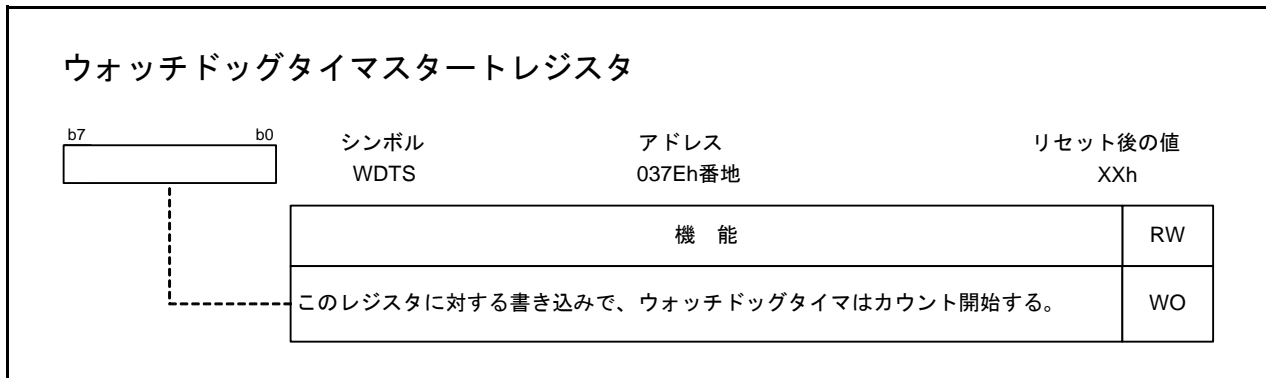 ウォッチドッグタイマスタートレジスタ
b7 b0 シンボル アドレス リセット後の値
WDTS 037Eh番地 XXh
機 能 RW
このレジスタに対する書き込みで、ウォッチドッグタイマはカウント開始する。 WO